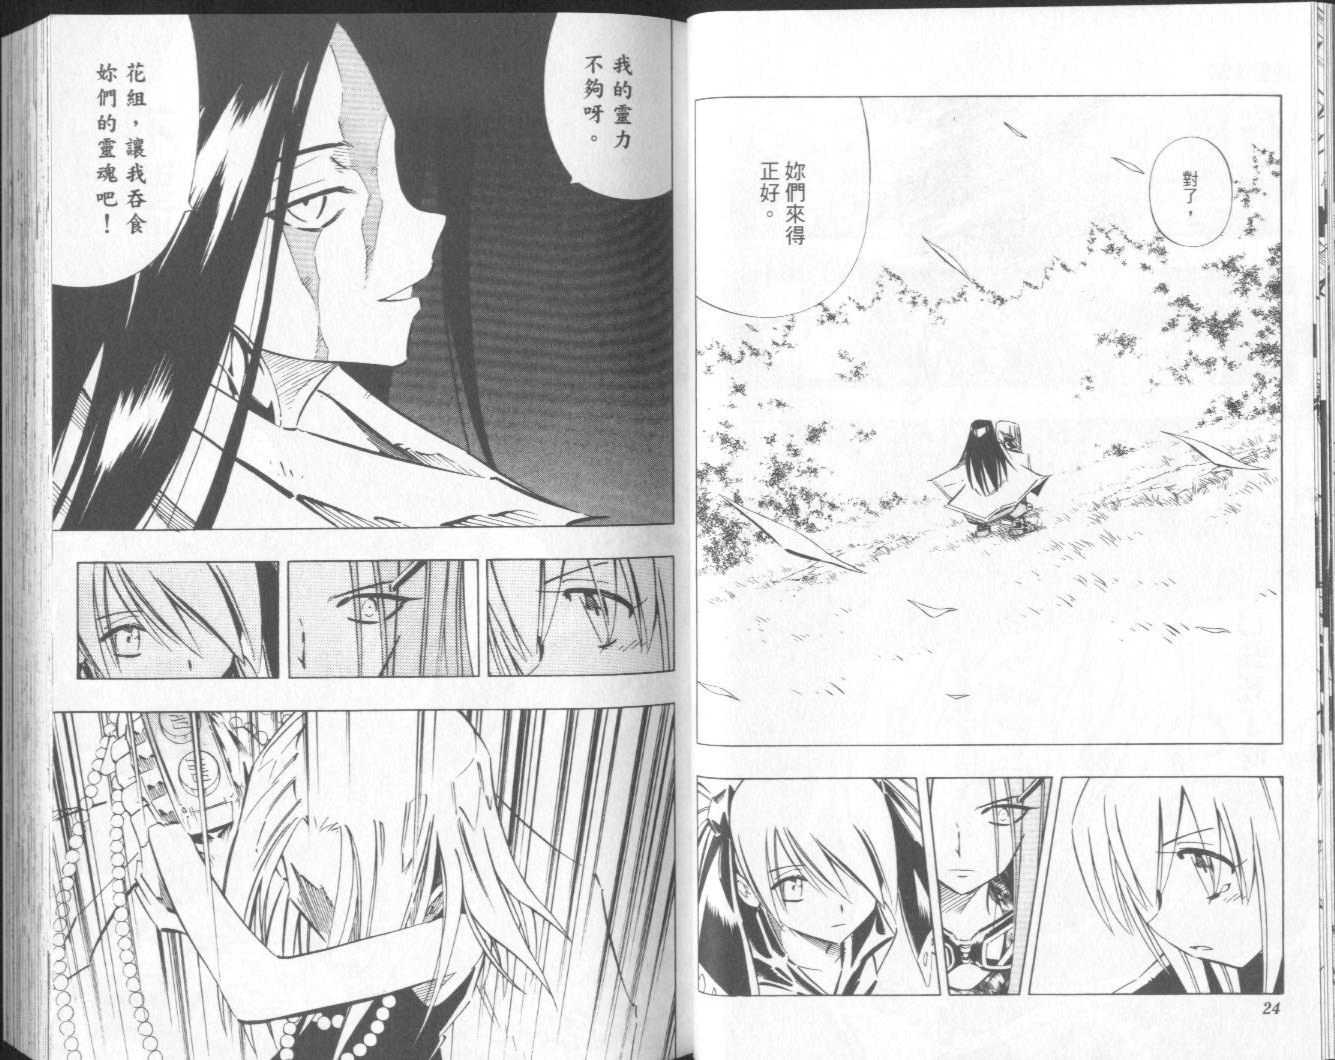 對了，
妳們來得
正好。
24
我的靈力
不夠呀。
花組，讓我吞食
妳們的靈魂吧！